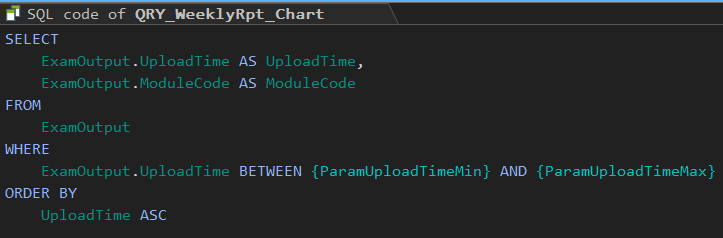 SQL code of QRY_WeeklyRpt_Chart
SELECT
ExamOutput.UploadTime AS UploadTime,
ExamOutput.ModuleCode AS ModuleCode
FROM
ExamOutput
WHERE
ExamOutput.UploadTime BETWEEN {ParamUploadTimeMin} AND {ParamUploadTimeMax}
ORDER BY
UploadTime ASC